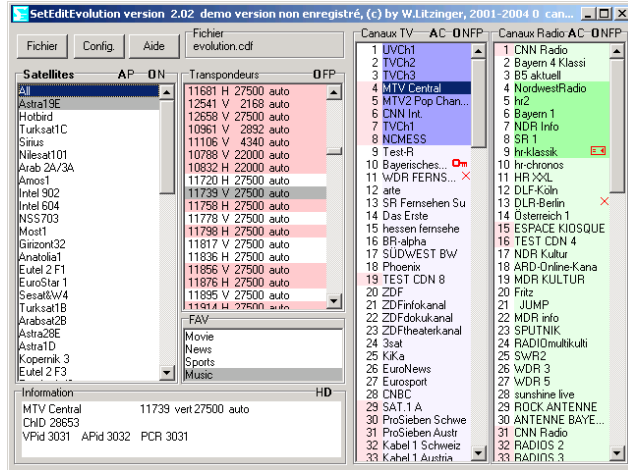 SetEditEvolution version 2.02 demo version non enregistré, (c) by W.Litzinger, 2001-2004 0 can...
Fichier Config. Aide
Fichier
evolution.cdf
Satellites AP ON
All
Astra19E
Hotbird
Turksat1C
Sirius
Nilesat101
Arab 2A/3A
Amos1
Intel 902
Intel 604
NSS703
Most1
Girizont32
Anatolia1
Eutel 2 F1
EuroStar 1
Sesat&W4
Turksat1B
Arabsat2B
Astra28E
Astra1D
Kopernik 3
Eutel 2 F3
Transpondeurs OFP
11681 H 27500 auto
12541 V 2168 auto
12658 V 27500 auto
10961 V 2892 auto
11106 V 4340 auto
10788 V 22000 auto
10832 H 22000 auto
11720 H 27500 auto
11739 V 27500 auto
11758 H 27500 auto
11778 V 27500 auto
11798 H 27500 auto
11817 V 27500 auto
11836 H 27500 auto
11856 V 27500 auto
11876 H 27500 auto
11895 V 27500 auto
11914 H 27500 auto
FAV
Movie
News
Sports
Music
Information HD
MTV Central 11739 vert 27500 auto
ChID 28653
VPid 3031 APid 3032 PCR 3031
Canaux TV AC ONFP
1 UVCh1
2 TVCh2
3 TVCh3
4 MTV Central
5 MTV2 Pop Chan...
6 CNN Int.
7 TVCh1
8 NCMESS
9 Test-R
10 Bayerisches...
11 WDR FERNS...
12 arte
13 SR Fernsehen Su
14 Das Erste
15 hessen fernsehe
16 BR-alpha
17 SÜDWEST BW
18 Phoenix
19 TEST CDN 8
20 ZDF
21 ZDFinfokanal
22 ZDFdokukanal
23 ZDFtheaterkanal
24 3sat
25 KiKa
26 EuroNews
27 Eurosport
28 CNBC
29 SAT.1 A
30 ProSieben Schwe
31 ProSieben Austr
32 Kabel 1 Schweiz
33 Kabel 1 Austria
Canaux Radio AC ONFP
1 CNN Radio
2 Bayern 4 Klassi
3 B5 aktuell
4 NordwestRadio
5 hr2
6 Bayern 1
7 NDR Info
8 SR 1
9 hr-klassik
10 hr-chronos
11 HR XXL
12 DLF-Köln
13 DLR-Berlin
14 Österreich 1
15 ESPACE KIOSQUE
16 TEST CDN 4
17 NDR Kultur
18 ARD-Online-Kana
19 MDR KULTUR
20 Fritz
21 JUMP
22 MDR info
23 SPUTNIK
24 RADIOmultikulti
25 SWR2
26 WDR 3
27 WDR 5
28 sunshine live
29 ROCK ANTENNE
30 ANTENNE BAYE...
31 CNN Radio
32 RADIOS 2
33 RADIOS 3